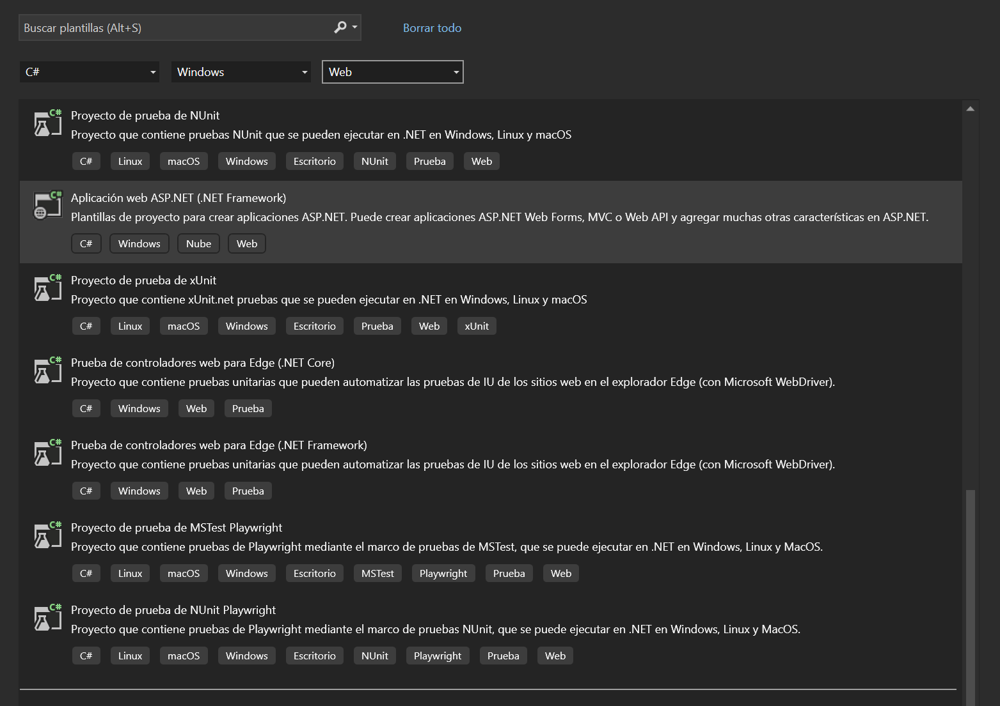 Buscar plantillas (Alt+S)
Borrar todo
C# Windows Web
C#
Proyecto de prueba de NUnit
Proyecto que contiene pruebas NUnit que se pueden ejecutar en .NET en Windows, Linux y macOS
C# Linux macOS Windows Escritorio NUnit Prueba Web
C#
Aplicación web ASP.NET (.NET Framework)
Plantillas de proyecto para crear aplicaciones ASP.NET. Puede crear aplicaciones ASP.NET Web Forms, MVC o Web API y agregar muchas otras características en ASP.NET.
C# Windows Nube Web
C#
Proyecto de prueba de xUnit
Proyecto que contiene xUnit.net pruebas que se pueden ejecutar en .NET en Windows, Linux y macOS
C# Linux macOS Windows Escritorio Prueba Web xUnit
C#
Prueba de controladores web para Edge (.NET Core)
Proyecto que contiene pruebas unitarias que pueden automatizar las pruebas de IU de los sitios web en el explorador Edge (con Microsoft WebDriver).
C# Windows Web Prueba
C#
Prueba de controladores web para Edge (.NET Framework)
Proyecto que contiene pruebas unitarias que pueden automatizar las pruebas de IU de los sitios web en el explorador Edge (con Microsoft WebDriver).
C# Windows Web Prueba
C#
Proyecto de prueba de MSTest Playwright
Proyecto que contiene pruebas de Playwright mediante el marco de pruebas de MSTest, que se puede ejecutar en .NET en Windows, Linux y MacOS.
C# Linux macOS Windows Escritorio MSTest Playwright Prueba Web
C#
Proyecto de prueba de NUnit Playwright
Proyecto que contiene pruebas de Playwright mediante el marco de pruebas NUnit, que se puede ejecutar en .NET en Windows, Linux y MacOS.
C# Linux macOS Windows Escritorio NUnit Playwright Prueba Web